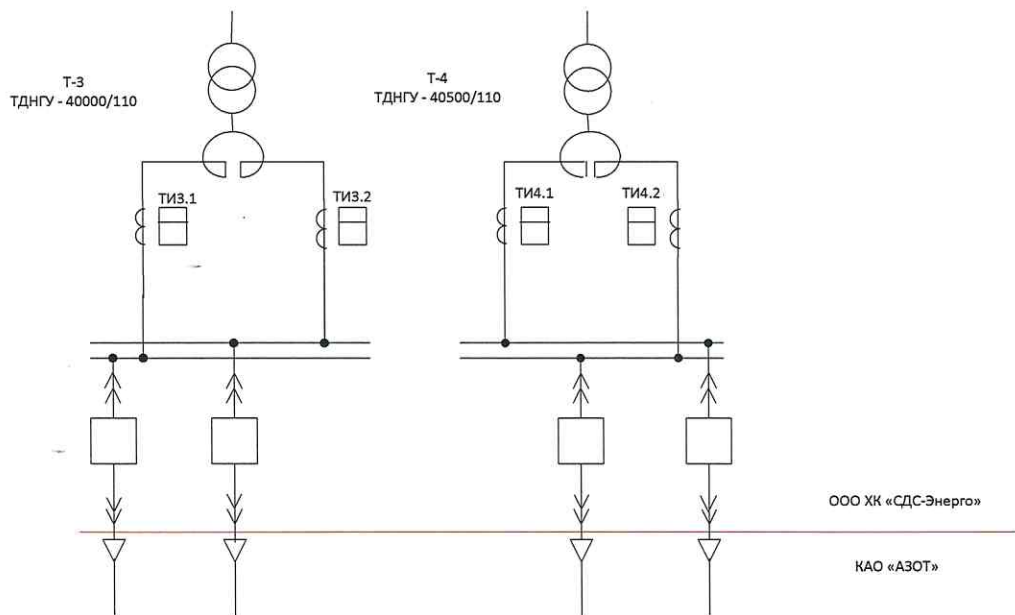 Т-3
ТДНГУ - 40000/110
Т-4
ТДНГУ - 40500/110
ТИ3.1
ТИ3.2
ТИ4.1
ТИ4.2
ООО ХК «СДС-Энерго»
КАО «АЗОТ»